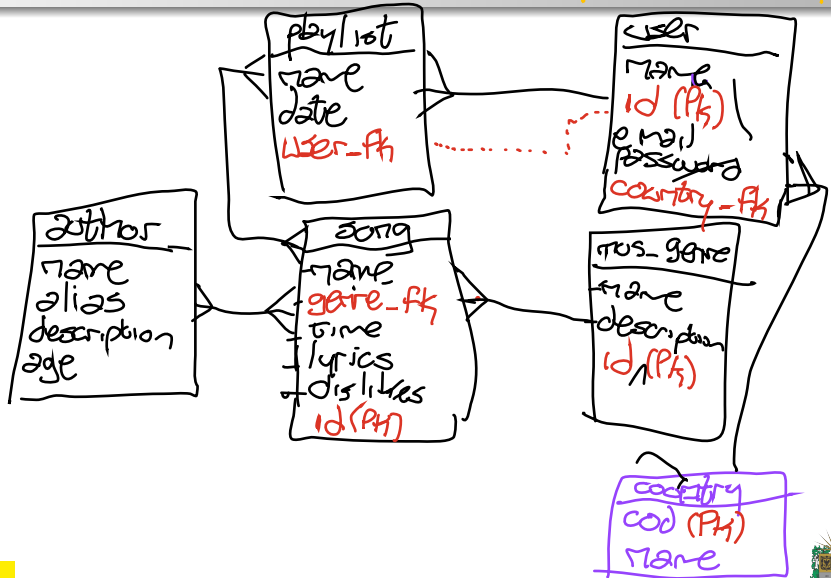 playlist
name
date
user_fk
user
name
id (Pk)
email
password
country_fk
author
name
alias
description
age
song
name
genre_fk
time
lyrics
dislikes
id(Pk)
mus_genre
name
description
id (Pk)
country
cod (Pk)
name